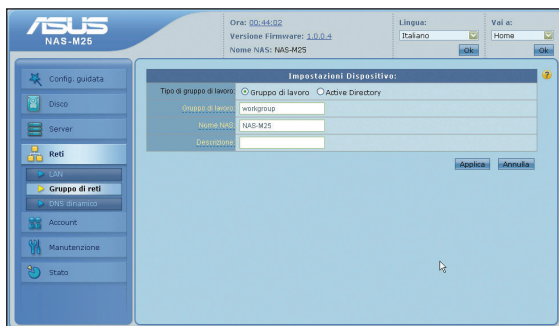 ASUS
NAS-M25
Ora: 00:44:02
Versione Firmware: 1.0.0.4
Nome NAS: NAS-M25
Lingua:
Italiano
Ok
Vai a:
Home
Ok
Config. guidata
Disco
Server
Reti
LAN
Gruppo di reti
DNS dinamico
Account
Manutenzione
Stato
Impostazioni Dispositivo:
Tipo di gruppo di lavoro: Gruppo di lavoro Active Directory
Gruppo di lavoro: workgroup
Nome NAS: NAS-M25
Descrizione:
Applica Annulla